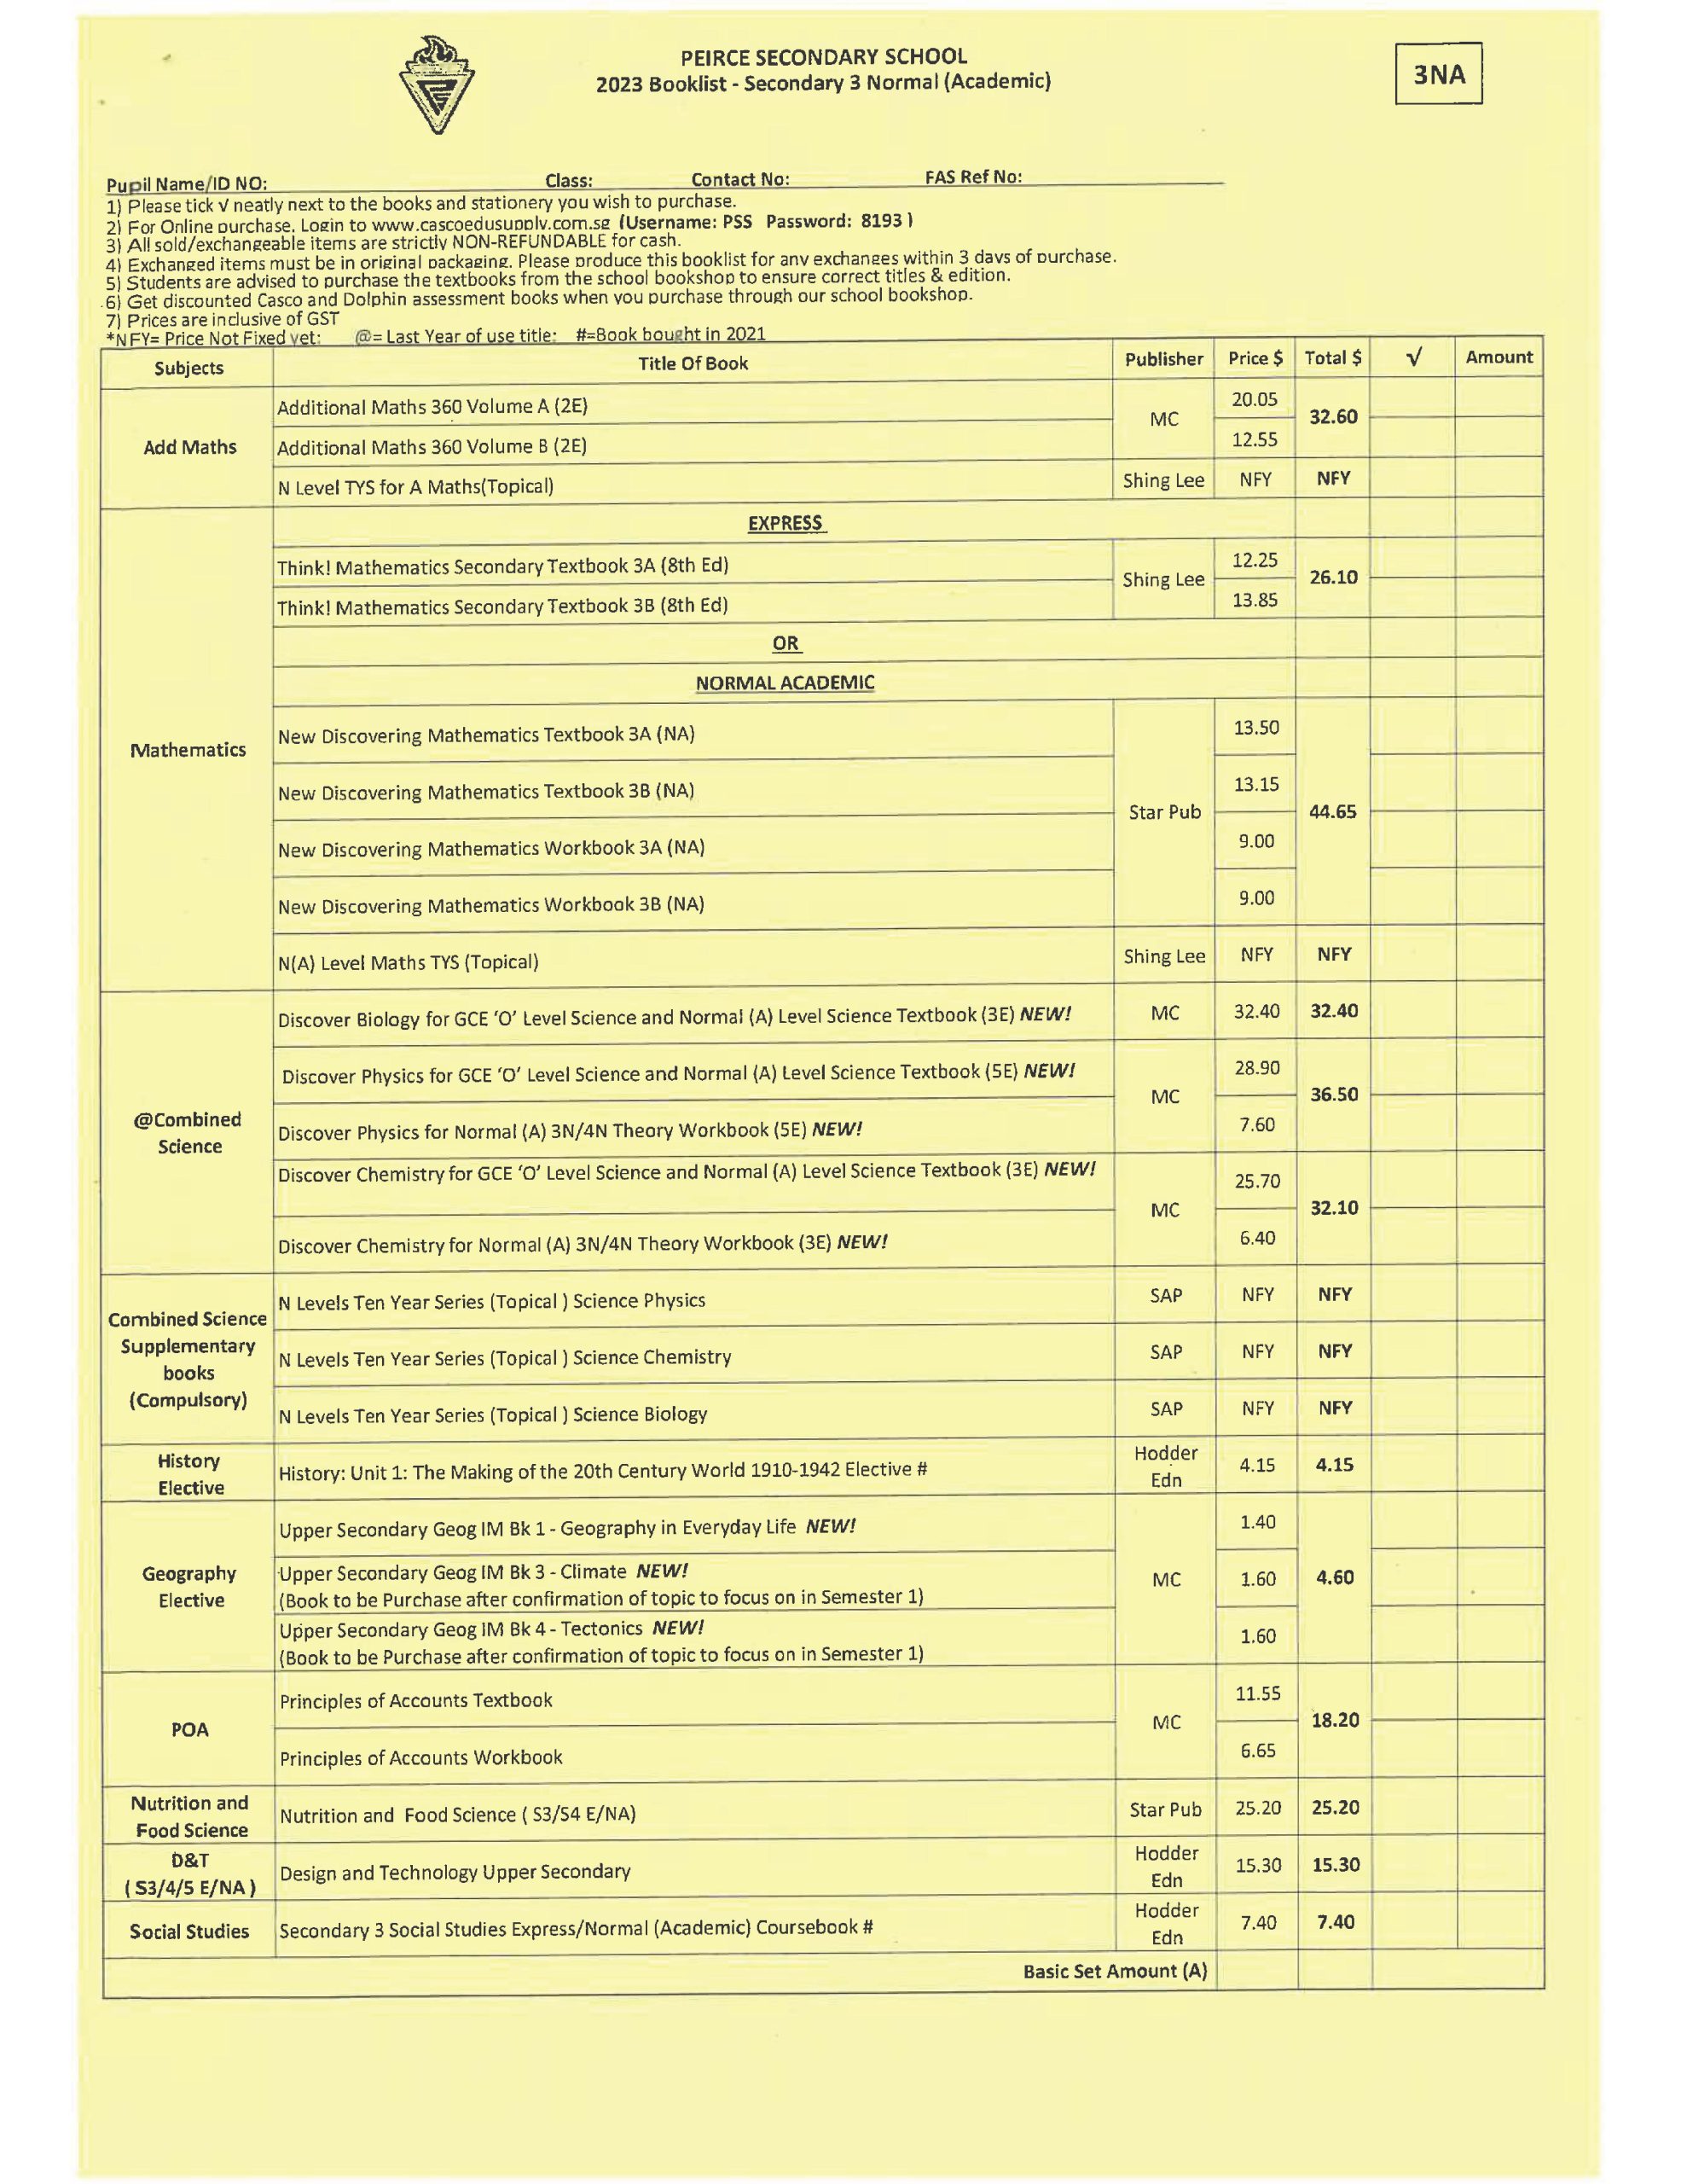 PEIRCE SECONDARY SCHOOL
2023 Booklist - Secondary 3 Normal (Academic)
3NA
Pupil Name/ID NO: Class: Contact No: FAS Ref No:
1) Please tick √ neatly next to the books and stationery you wish to purchase.
2) For Online purchase. Login to www.cascoedusupply.com.sg (Username: PSS Password: 8193 )
3) All sold/exchangeable items are strictly NON-REFUNDABLE for cash.
4) Exchanged items must be in original packaging. Please produce this booklist for any exchanges within 3 days of purchase.
5) Students are advised to purchase the textbooks from the school bookshop to ensure correct titles & edition.
6) Get discounted Casco and Dolphin assessment books when you purchase through our school bookshop.
7) Prices are inclusive of GST
*NFY= Price Not Fixed yet: @= Last Year of use title: #=Book bought in 2021
Subjects Title Of Book Publisher Price $ Total $ √ Amount
Add Maths
Additional Maths 360 Volume A (2E) MC 20.05 32.60
Additional Maths 360 Volume B (2E) 12.55
N Level TYS for A Maths(Topical) Shing Lee NFY NFY
Mathematics
EXPRESS
Think! Mathematics Secondary Textbook 3A (8th Ed) Shing Lee 12.25 26.10
Think! Mathematics Secondary Textbook 3B (8th Ed) 13.85
OR
NORMAL ACADEMIC
New Discovering Mathematics Textbook 3A (NA) Star Pub 13.50 44.65
New Discovering Mathematics Textbook 3B (NA) 13.15
New Discovering Mathematics Workbook 3A (NA) 9.00
New Discovering Mathematics Workbook 3B (NA) 9.00
N(A) Level Maths TYS (Topical) Shing Lee NFY NFY
@Combined
Science
Discover Biology for GCE 'O' Level Science and Normal (A) Level Science Textbook (3E) NEW! MC 32.40 32.40
Discover Physics for GCE 'O' Level Science and Normal (A) Level Science Textbook (5E) NEW! MC 28.90 36.50
Discover Physics for Normal (A) 3N/4N Theory Workbook (5E) NEW! 7.60
Discover Chemistry for GCE 'O' Level Science and Normal (A) Level Science Textbook (3E) NEW! MC 25.70 32.10
Discover Chemistry for Normal (A) 3N/4N Theory Workbook (3E) NEW! 6.40
Combined Science
Supplementary
books
(Compulsory)
N Levels Ten Year Series (Topical ) Science Physics SAP NFY NFY
N Levels Ten Year Series (Topical ) Science Chemistry SAP NFY NFY
N Levels Ten Year Series (Topical ) Science Biology SAP NFY NFY
History
Elective
History: Unit 1: The Making of the 20th Century World 1910-1942 Elective # Hodder Edn 4.15 4.15
Geography
Elective
Upper Secondary Geog IM Bk 1 - Geography in Everyday Life NEW! MC 1.40 4.60
Upper Secondary Geog IM Bk 3 - Climate NEW! 1.60
(Book to be Purchase after confirmation of topic to focus on in Semester 1)
Upper Secondary Geog IM Bk 4 - Tectonics NEW! 1.60
(Book to be Purchase after confirmation of topic to focus on in Semester 1)
POA
Principles of Accounts Textbook MC 11.55 18.20
Principles of Accounts Workbook 6.65
Nutrition and
Food Science
Nutrition and Food Science ( S3/S4 E/NA) Star Pub 25.20 25.20
D&T
( S3/4/5 E/NA )
Design and Technology Upper Secondary Hodder Edn 15.30 15.30
Social Studies
Secondary 3 Social Studies Express/Normal (Academic) Coursebook # Hodder Edn 7.40 7.40
Basic Set Amount (A)